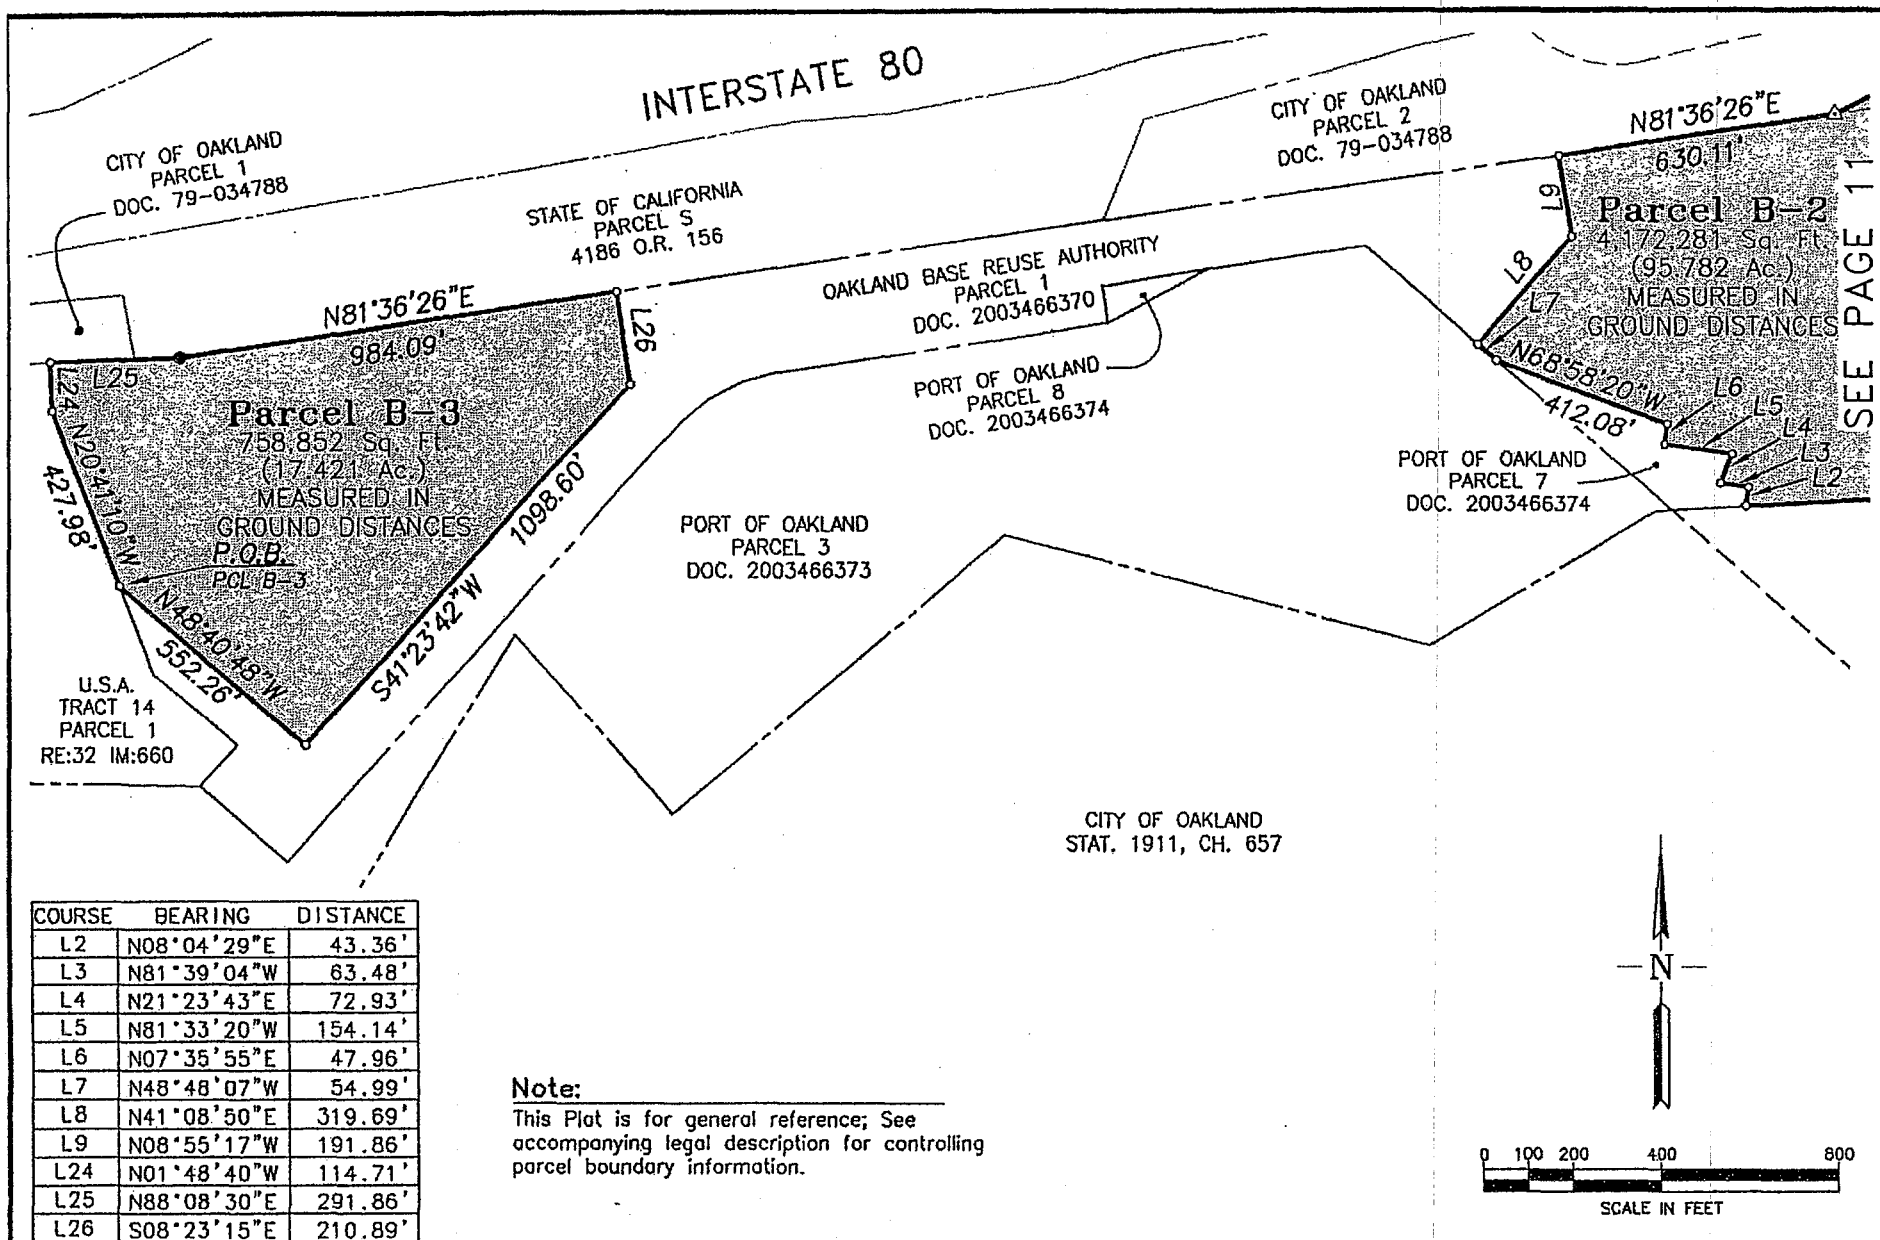 INTERSTATE 80
CITY OF OAKLAND
PARCEL 1
DOC. 79-034788
STATE OF CALIFORNIA
PARCEL S
4186 O.R. 156
CITY OF OAKLAND
PARCEL 2
DOC. 79-034788
N81°36'26"E
630.11'
L9
Parcel B-2
4,172,281 Sq. Ft.
(95.782 Ac.)
MEASURED IN
GROUND DISTANCES
SEE PAGE 11
L8
L7
N68°58'20"W
412.08'
L6
L5
L4
L3
L2
OAKLAND BASE REUSE AUTHORITY
PARCEL 1
DOC. 2003466370
N81°36'26"E
984.09'
L26
L25
L24
Parcel B-3
758,852 Sq. Ft.
(17.421 Ac.)
MEASURED IN
GROUND DISTANCES
P.O.B.
PCL B-3
N20°41'10"W
427.98'
N48°40'48"W
552.26'
1098.60'
S41°23'42"W
PORT OF OAKLAND
PARCEL 8
DOC. 2003466374
PORT OF OAKLAND
PARCEL 7
DOC. 2003466374
PORT OF OAKLAND
PARCEL 3
DOC. 2003466373
U.S.A.
TRACT 14
PARCEL 1
RE:32 IM:660
CITY OF OAKLAND
STAT. 1911, CH. 657
COURSE BEARING DISTANCE
L2 N08°04'29"E 43.36'
L3 N81°39'04"W 63.48'
L4 N21°23'43"E 72.93'
L5 N81°33'20"W 154.14'
L6 N07°35'55"E 47.96'
L7 N48°48'07"W 54.99'
L8 N41°08'50"E 319.69'
L9 N08°55'17"W 191.86'
L24 N01°48'40"W 114.71'
L25 N88°08'30"E 291.86'
L26 S08°23'15"E 210.89'
Note:
This Plat is for general reference; See
accompanying legal description for controlling
parcel boundary information.
N
0 100 200 400 800
SCALE IN FEET